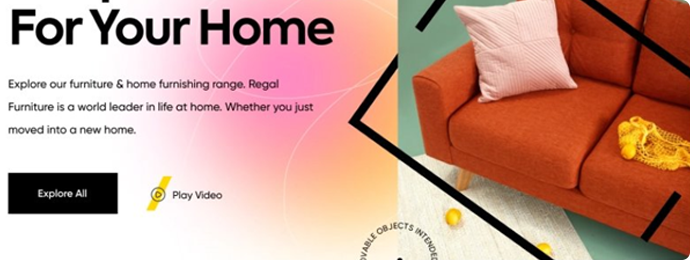 For Your Home
Explore our furniture & home furnishing range. Regal
Furniture is a world leader in life at home. Whether you just
moved into a new home.
Explore All
Play Video
OBJECTS INTENDED